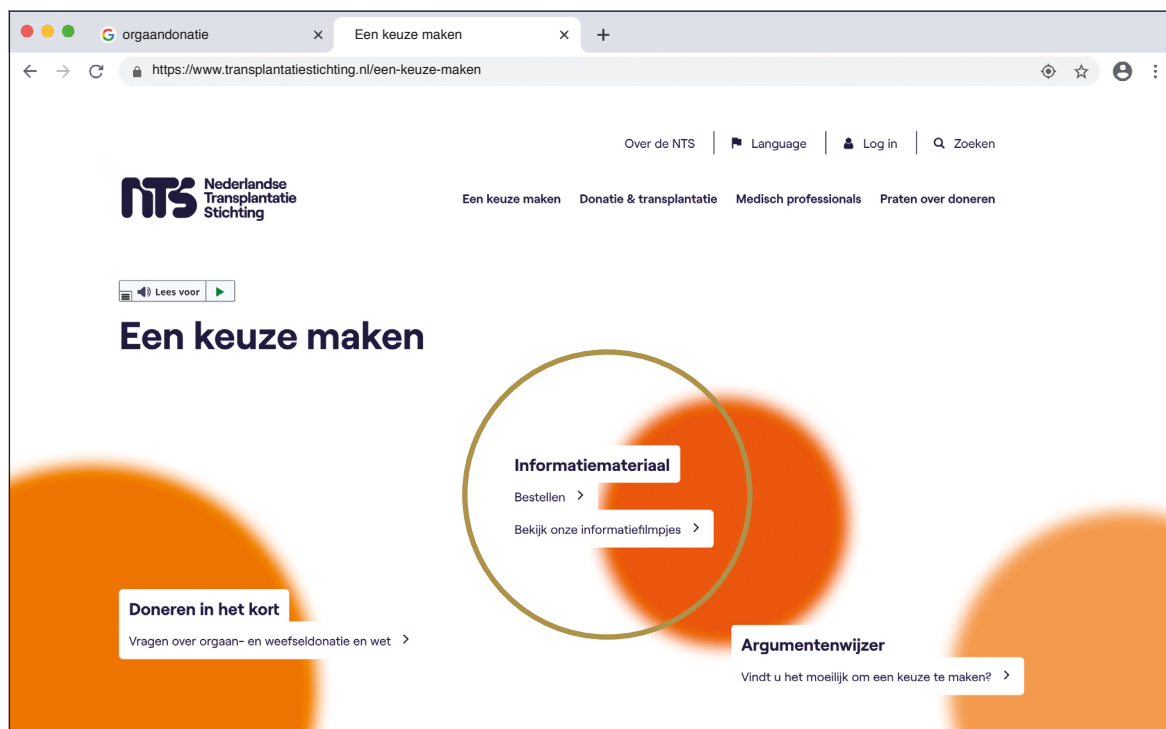 orgaandonatie
Een keuze maken
https://www.transplantatiestichting.nl/een-keuze-maken
Over de NTS
Language
Log in
Zoeken
NTS
Nederlandse
Transplantatie
Stichting
Een keuze maken
Donatie & transplantatie
Medisch professionals
Praten over doneren
Lees voor
Een keuze maken
Informatiemateriaal
Bestellen
Bekijk onze informatiefilmpjes
Doneren in het kort
Vragen over orgaan- en weefseldonatie en wet
Argumentenwijzer
Vindt u het moeilijk om een keuze te maken?